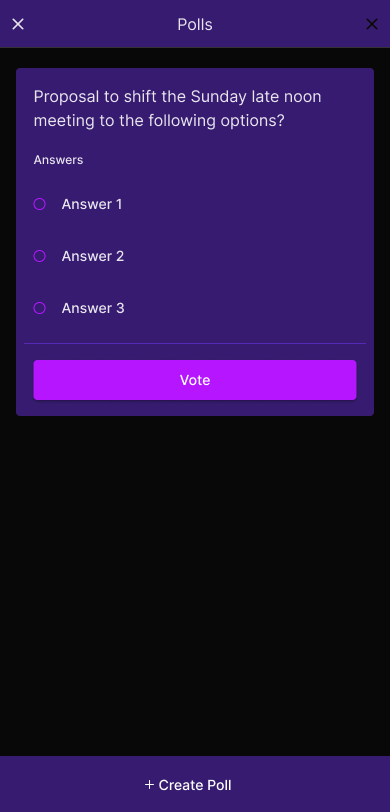 Polls
Proposal to shift the Sunday late noon
meeting to the following options?
Answers
Answer 1
Answer 2
Answer 3
Vote
+ Create Poll